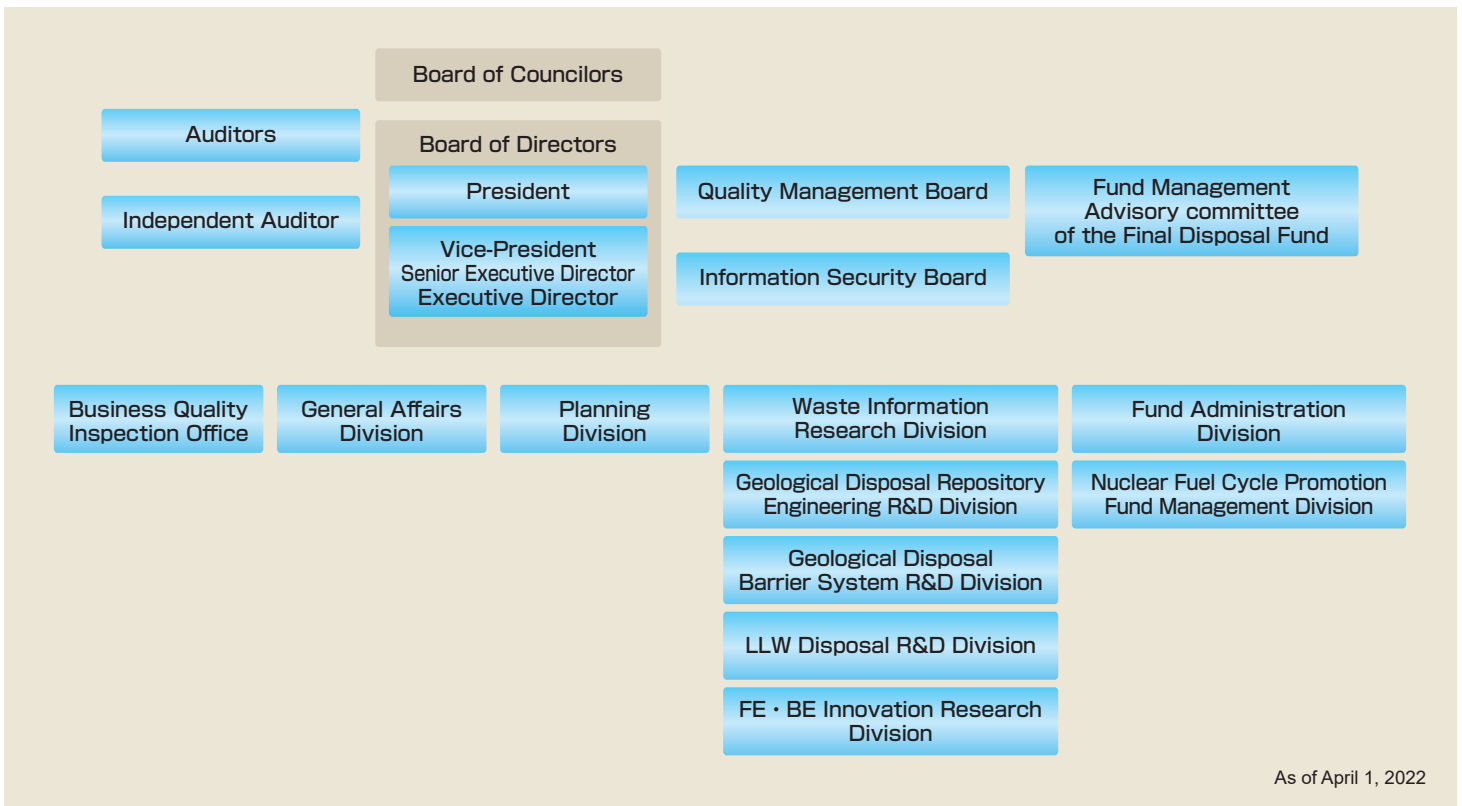 Board of Councilors
Auditors
Independent Auditor
Board of Directors
President
Vice-President
Senior Executive Director
Executive Director
Quality Management Board
Information Security Board
Fund Management
Advisory committee
of the Final Disposal Fund
Business Quality
Inspection Office
General Affairs
Division
Planning
Division
Waste Information
Research Division
Geological Disposal Repository
Engineering R&D Division
Geological Disposal
Barrier System R&D Division
LLW Disposal R&D Division
FE・BE Innovation Research
Division
Fund Administration
Division
Nuclear Fuel Cycle Promotion
Fund Management Division
As of April 1, 2022